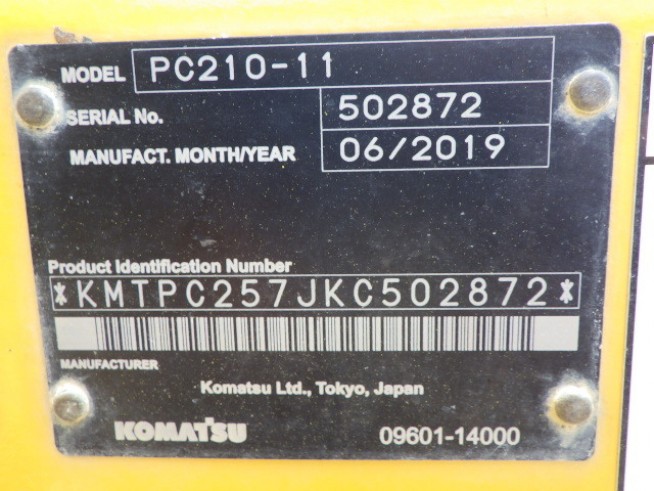 MODEL PC210-11
SERIAL No. 502872
MANUFACT. MONTH/YEAR 06/2019
Product Identification Number
*KMTPC257JKC502872*
MANUFACTURER
Komatsu Ltd., Tokyo, Japan
KOMATSU 09601-14000